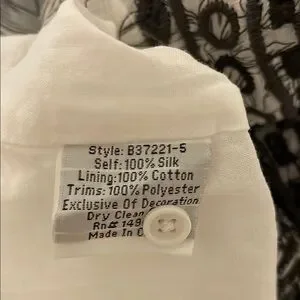 Style: B37221-5
Self:100% Silk
Lining:100% Cotton
Trims:100% Polyester
Exclusive Of Decoration
Dry Clean
Rn# 149
Made In